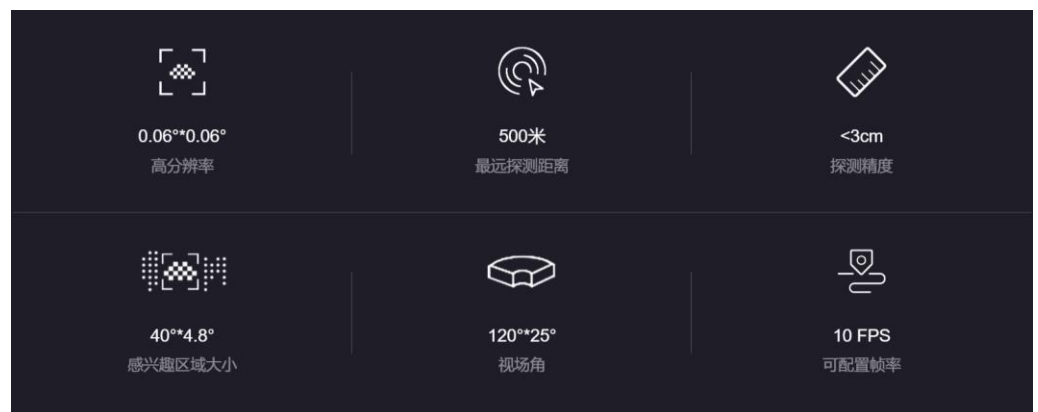 0.06°*0.06°
500米
<3cm
高分辨率
最远探测距离
探测精度
40°*4.8°
120°*25°
10 FPS
感兴趣区域大小
视场角
可配置帧率